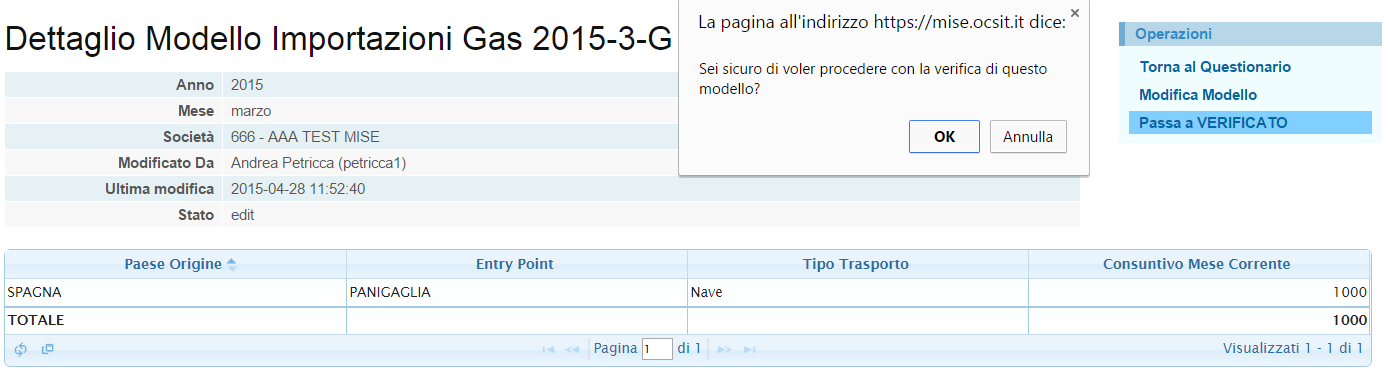 Dettaglio Modello Importazioni Gas 2015-3-G
La pagina all'indirizzo https://mise.ocsit.it dice:
Sei sicuro di voler procedere con la verifica di questo
modello?
OK Annulla
Operazioni
Torna al Questionario
Modifica Modello
Passa a VERIFICATO
Anno 2015
Mese marzo
Società 666 - AAA TEST MISE
Modificato Da Andrea Petricca (petricca1)
Ultima modifica 2015-04-28 11:52:40
Stato edit
Paese Origine Entry Point Tipo Trasporto Consuntivo Mese Corrente
SPAGNA PANIGAGLIA Nave 1000
TOTALE 1000
Pagina 1 di 1 Visualizzati 1 - 1 di 1